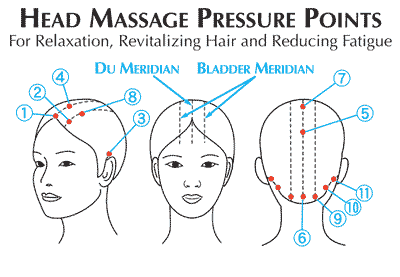 HEAD MASSAGE PRESSURE POINTS
For Relaxation, Revitalizing Hair and Reducing Fatigue
DU MERIDIAN BLADDER MERIDIAN
④ ⑧ ⑦
②
① ③ ⑤
⑪
⑩
⑨
⑥